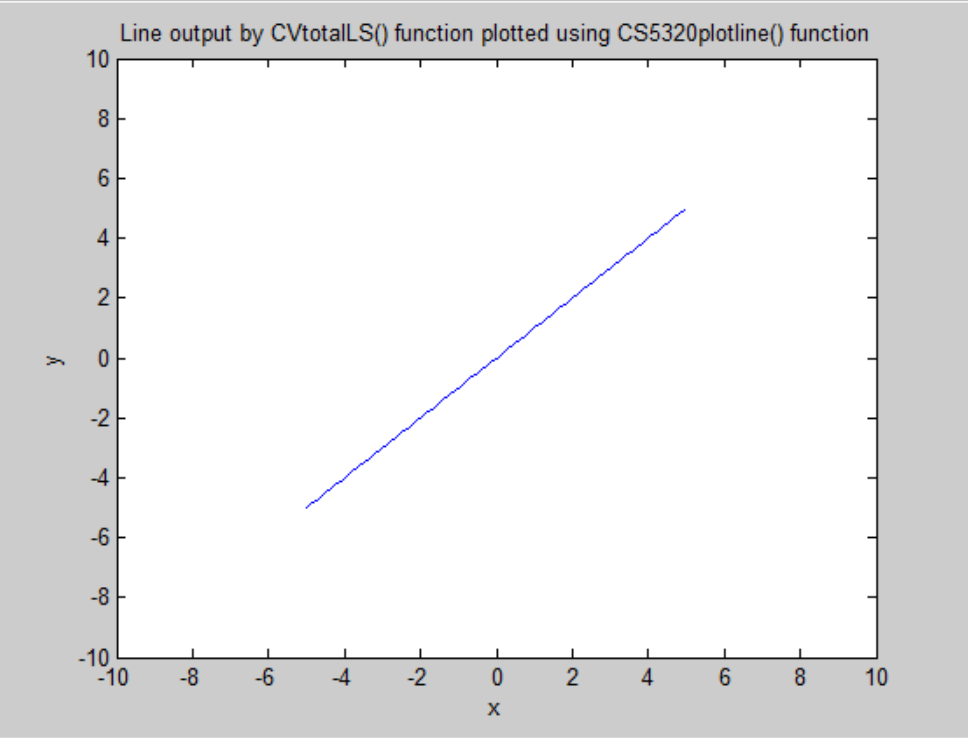 Line output by CVtotalLS() function plotted using CS5320plotline() function
10
8
6
4
2
0
-2
-4
-6
-8
-10
y
-10 -8 -6 -4 -2 0 2 4 6 8 10
x